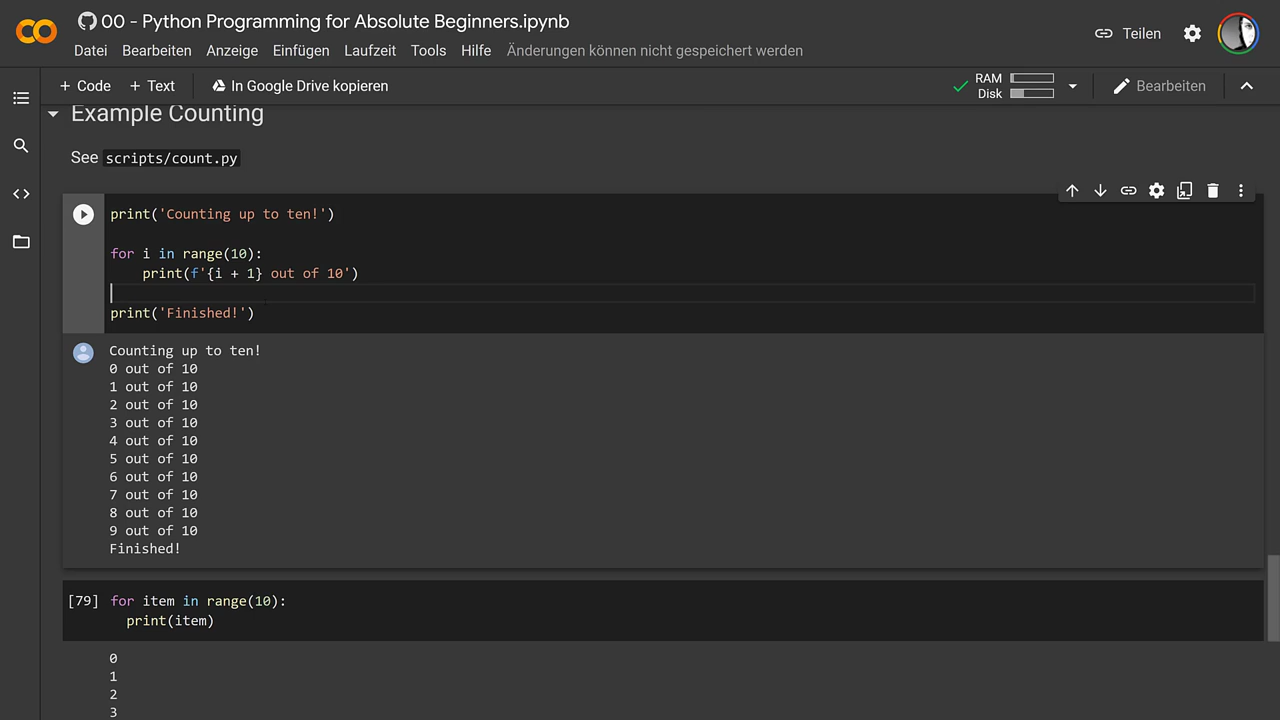 00 - Python Programming for Absolute Beginners.ipynb
Datei Bearbeiten Anzeige Einfügen Laufzeit Tools Hilfe Änderungen können nicht gespeichert werden
Teilen
+ Code + Text In Google Drive kopieren
RAM
Disk
Bearbeiten
Example Counting
See scripts/count.py
print('Counting up to ten!')
for i in range(10):
    print(f'{i + 1} out of 10')
print('Finished!')
Counting up to ten!
0 out of 10
1 out of 10
2 out of 10
3 out of 10
4 out of 10
5 out of 10
6 out of 10
7 out of 10
8 out of 10
9 out of 10
Finished!
[79] for item in range(10):
  print(item)
0
1
2
3